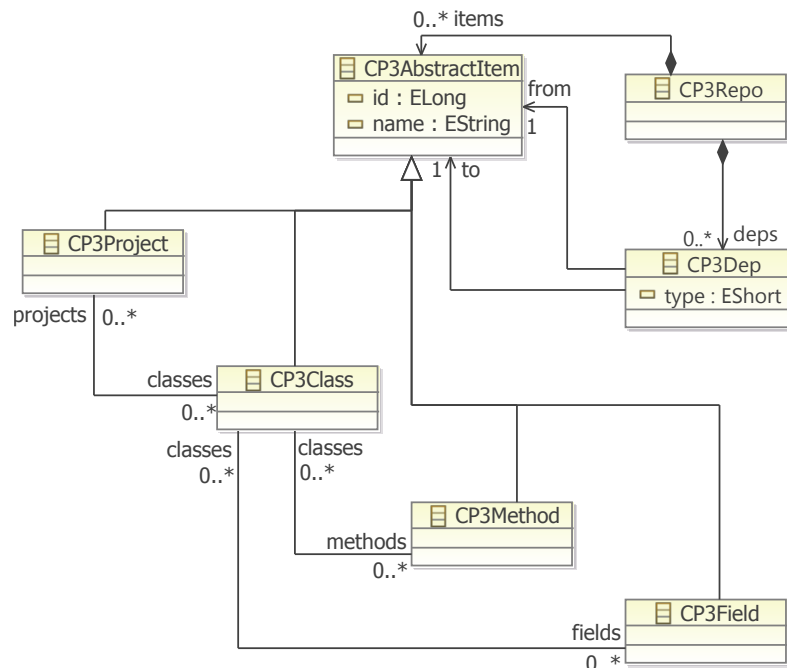 0..* items
CP3AbstractItem
id : ELong
name : EString
from
1
CP3Repo
1 to
0..* deps
CP3Project
CP3Dep
type : EShort
projects 0..*
classes
0..*
CP3Class
classes
0..*
classes
0..*
CP3Method
methods
0..*
CP3Field
fields
0..*